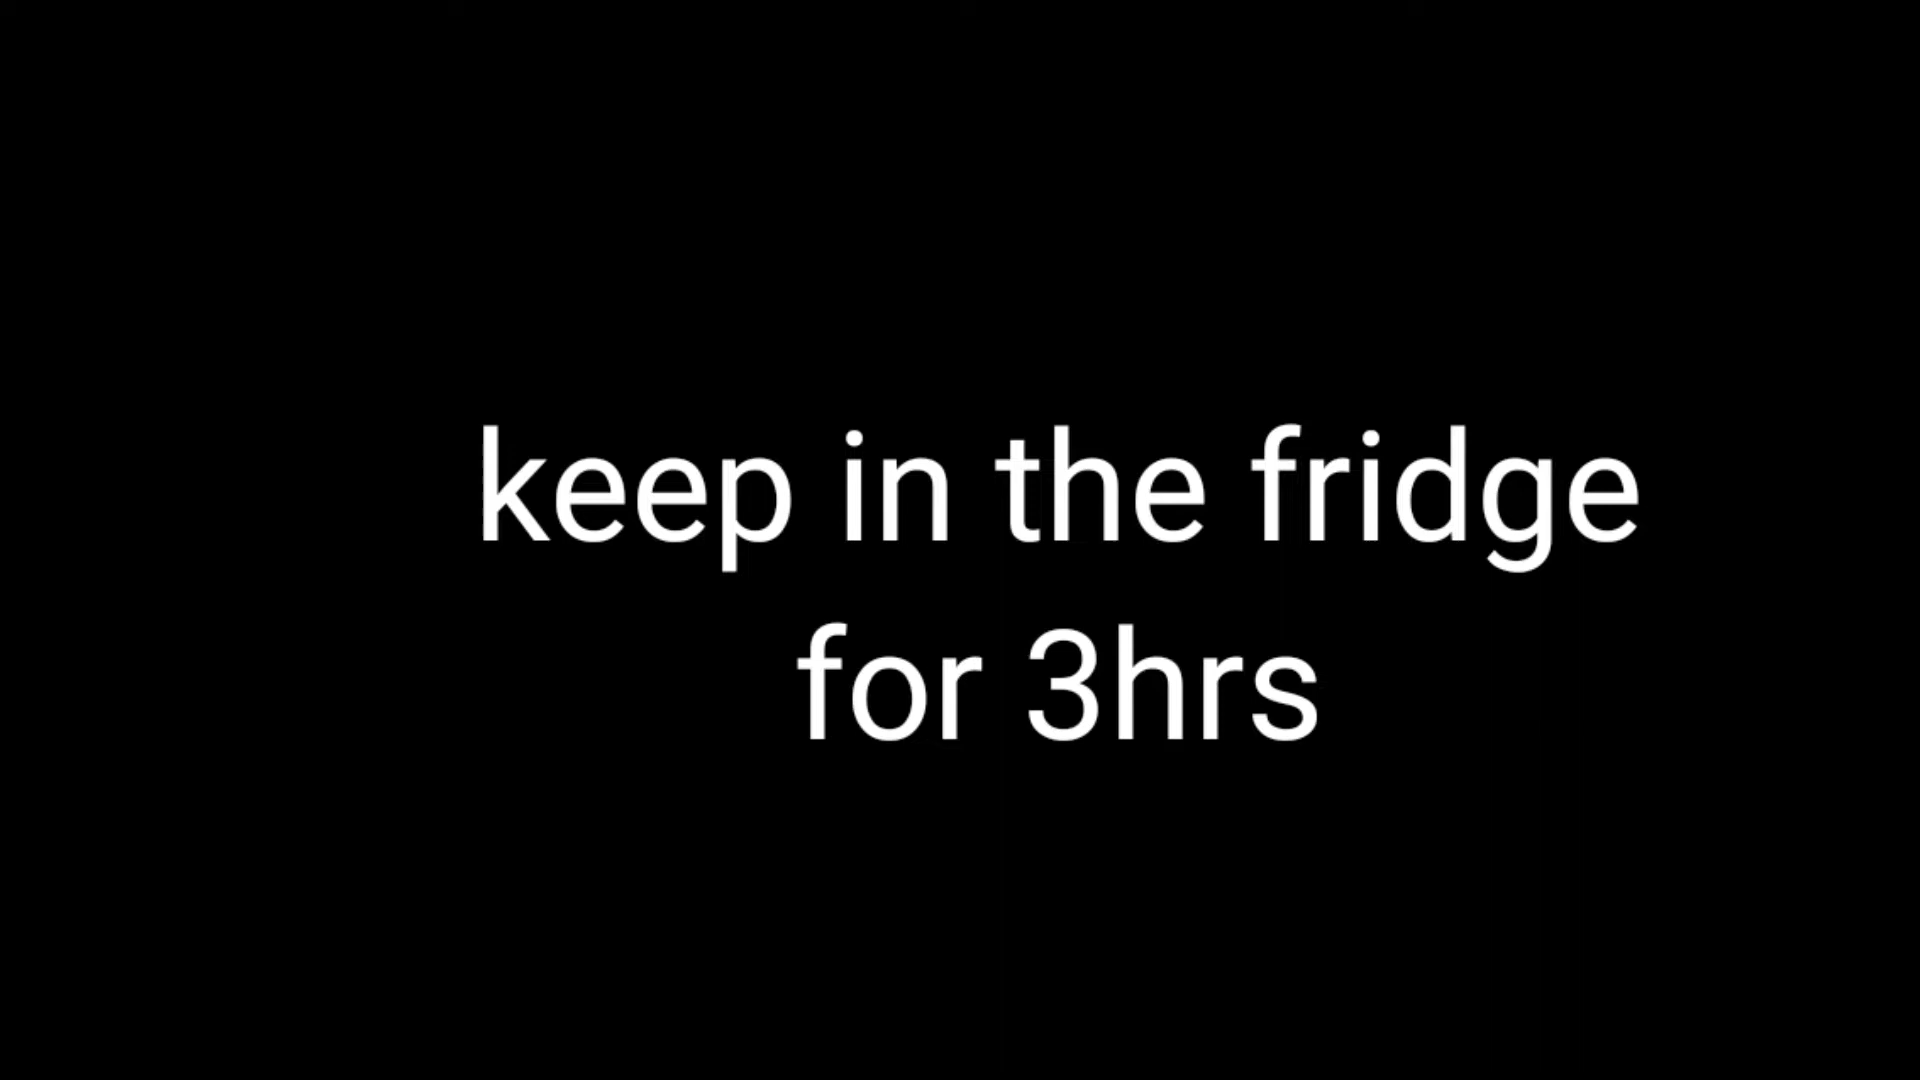 keep in the fridge
for 3hrs